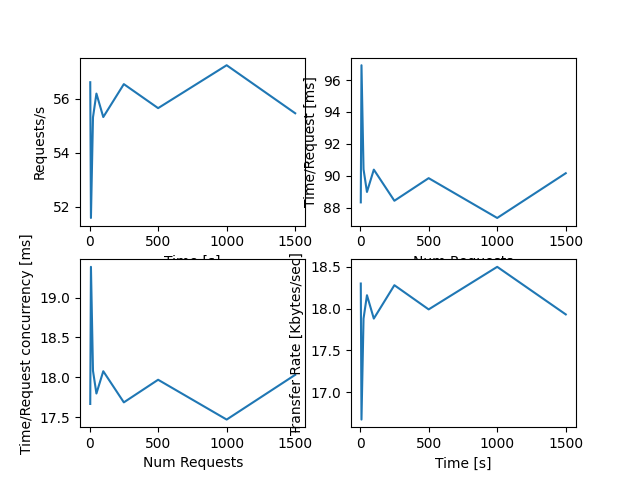 Requests/s
56
54
52
0 500 1000 1500
Time [s]
Time/Request [ms]
96
94
92
90
88
0 500 1000 1500
Num Requests
Time/Request concurrency [ms]
19.0
18.5
18.0
17.5
0 500 1000 1500
Num Requests
Transfer Rate [Kbytes/sec]
18.5
18.0
17.5
17.0
0 500 1000 1500
Time [s]